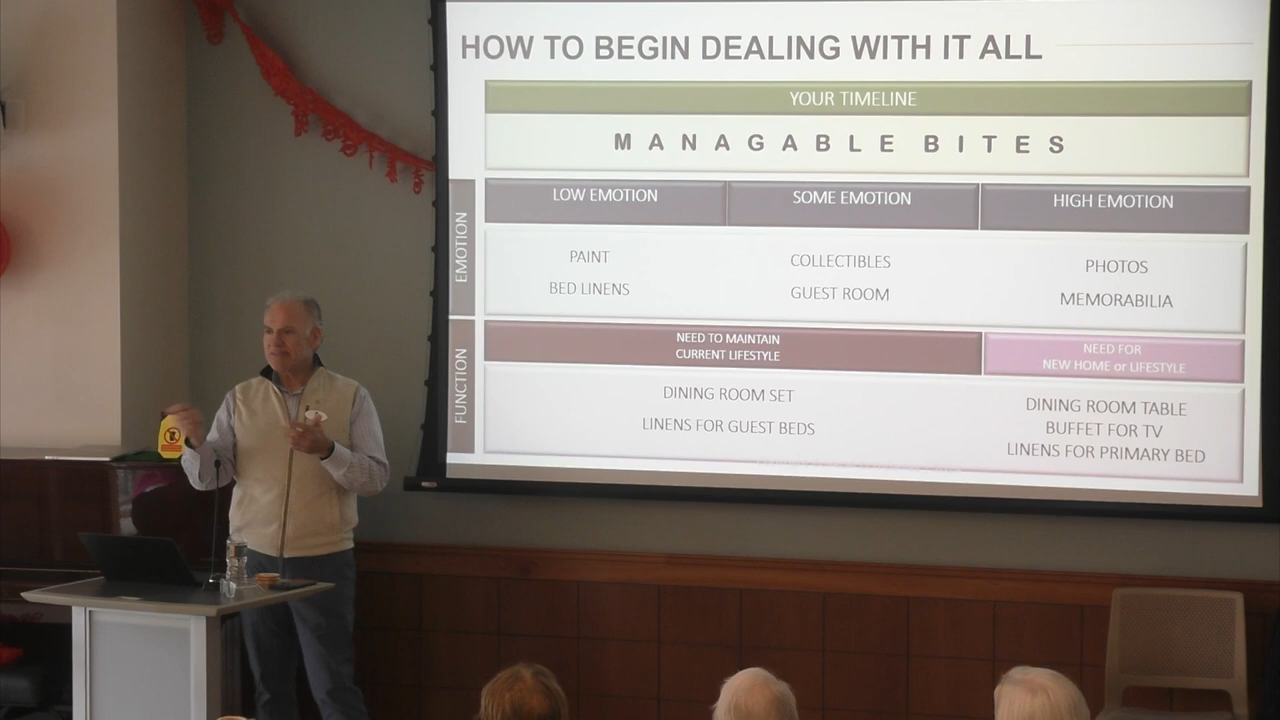 HOW TO BEGIN DEALING WITH IT ALL
YOUR TIMELINE
MANAGABLE BITES
EMOTION
LOW EMOTION
SOME EMOTION
HIGH EMOTION
PAINT
BED LINENS
COLLECTIBLES
GUEST ROOM
PHOTOS
MEMORABILIA
FUNCTION
NEED TO MAINTAIN
CURRENT LIFESTYLE
NEED FOR
NEW HOME or LIFESTYLE
DINING ROOM SET
LINENS FOR GUEST BEDS
DINING ROOM TABLE
BUFFET FOR TV
LINENS FOR PRIMARY BED